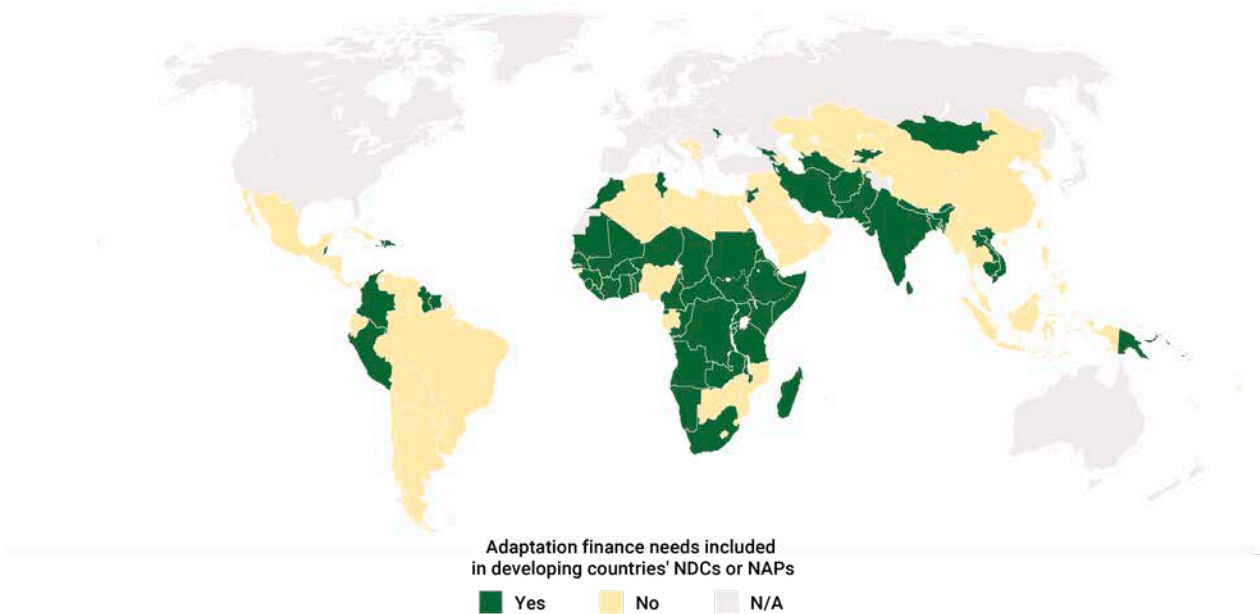 Adaptation finance needs included
in developing countries' NDCs or NAPs
Yes No N/A